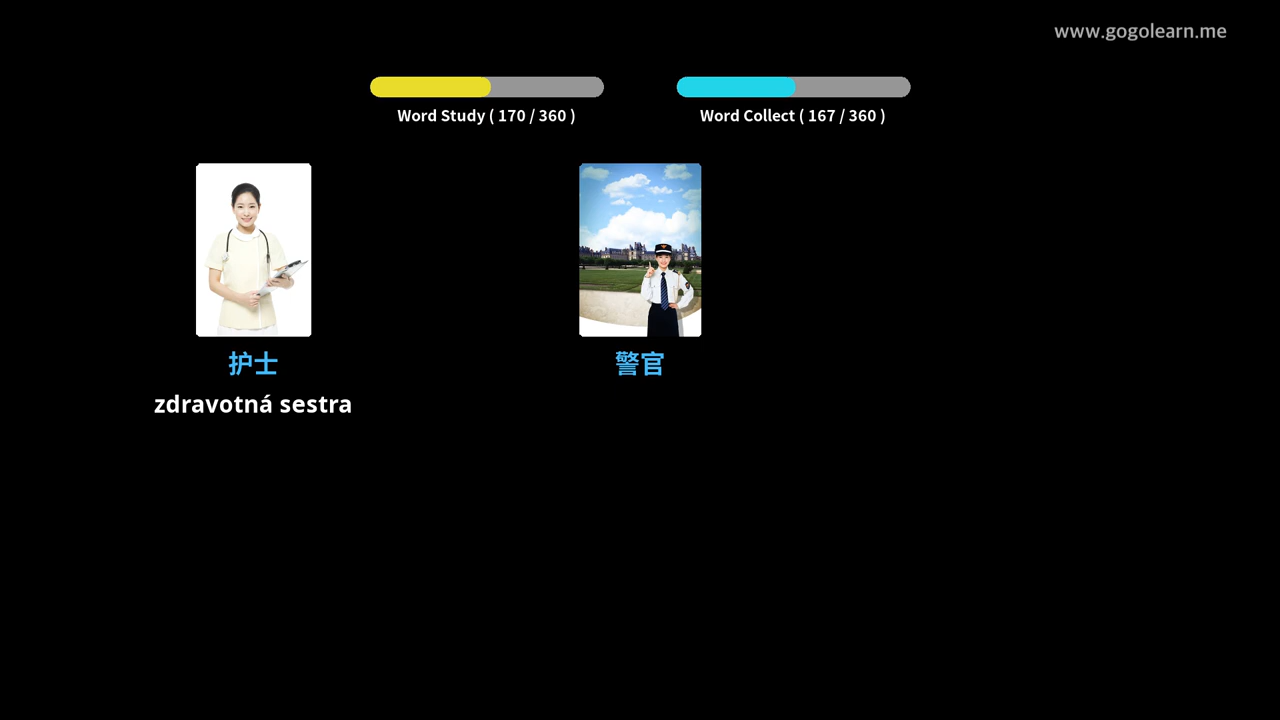 www.gogolearn.me
Word Study ( 170 / 360 )
Word Collect ( 167 / 360 )
护士
警官
zdravotná sestra